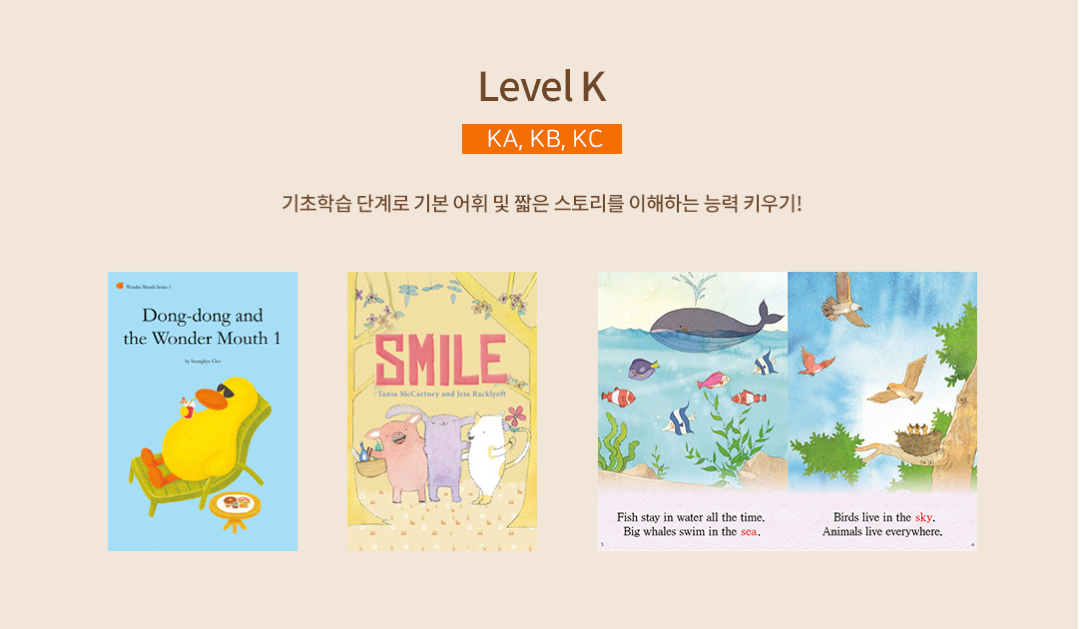 Level K
KA, KB, KC
기초학습 단계로 기본 어휘 및 짧은 스토리를 이해하는 능력 키우기!
Wonder Mouth Series 1
Dong-dong and
the Wonder Mouth 1
by Seunghye Cho
SMILE
Tania McCartney and Jess Racklyeft
Fish stay in water all the time.
Big whales swim in the sea.
5
Birds live in the sky.
Animals live everywhere.
6